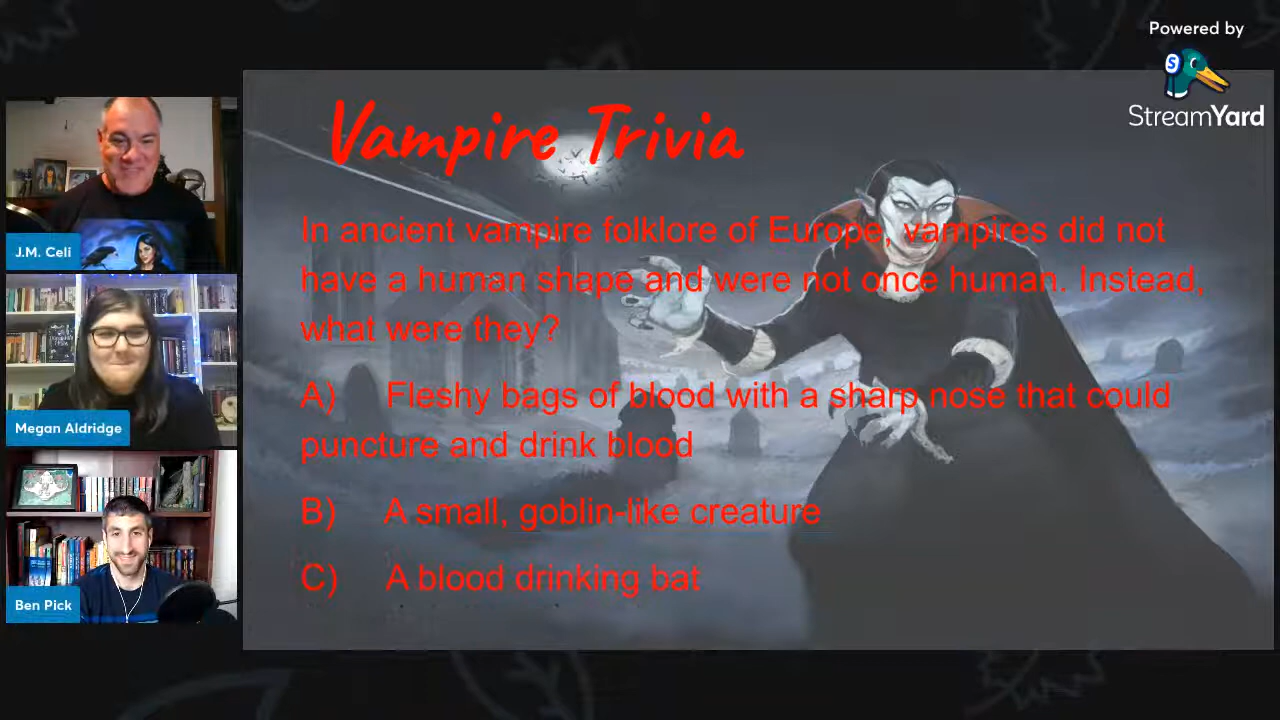 Powered by
StreamYard
Vampire Trivia
In ancient vampire folklore of Europe, vampires did not
have a human shape and were not once human. Instead,
what were they?
A) Fleshy bags of blood with a sharp nose that could
puncture and drink blood
B) A small, goblin-like creature
C) A blood drinking bat
J.M. Celi
Megan Aldridge
Ben Pick